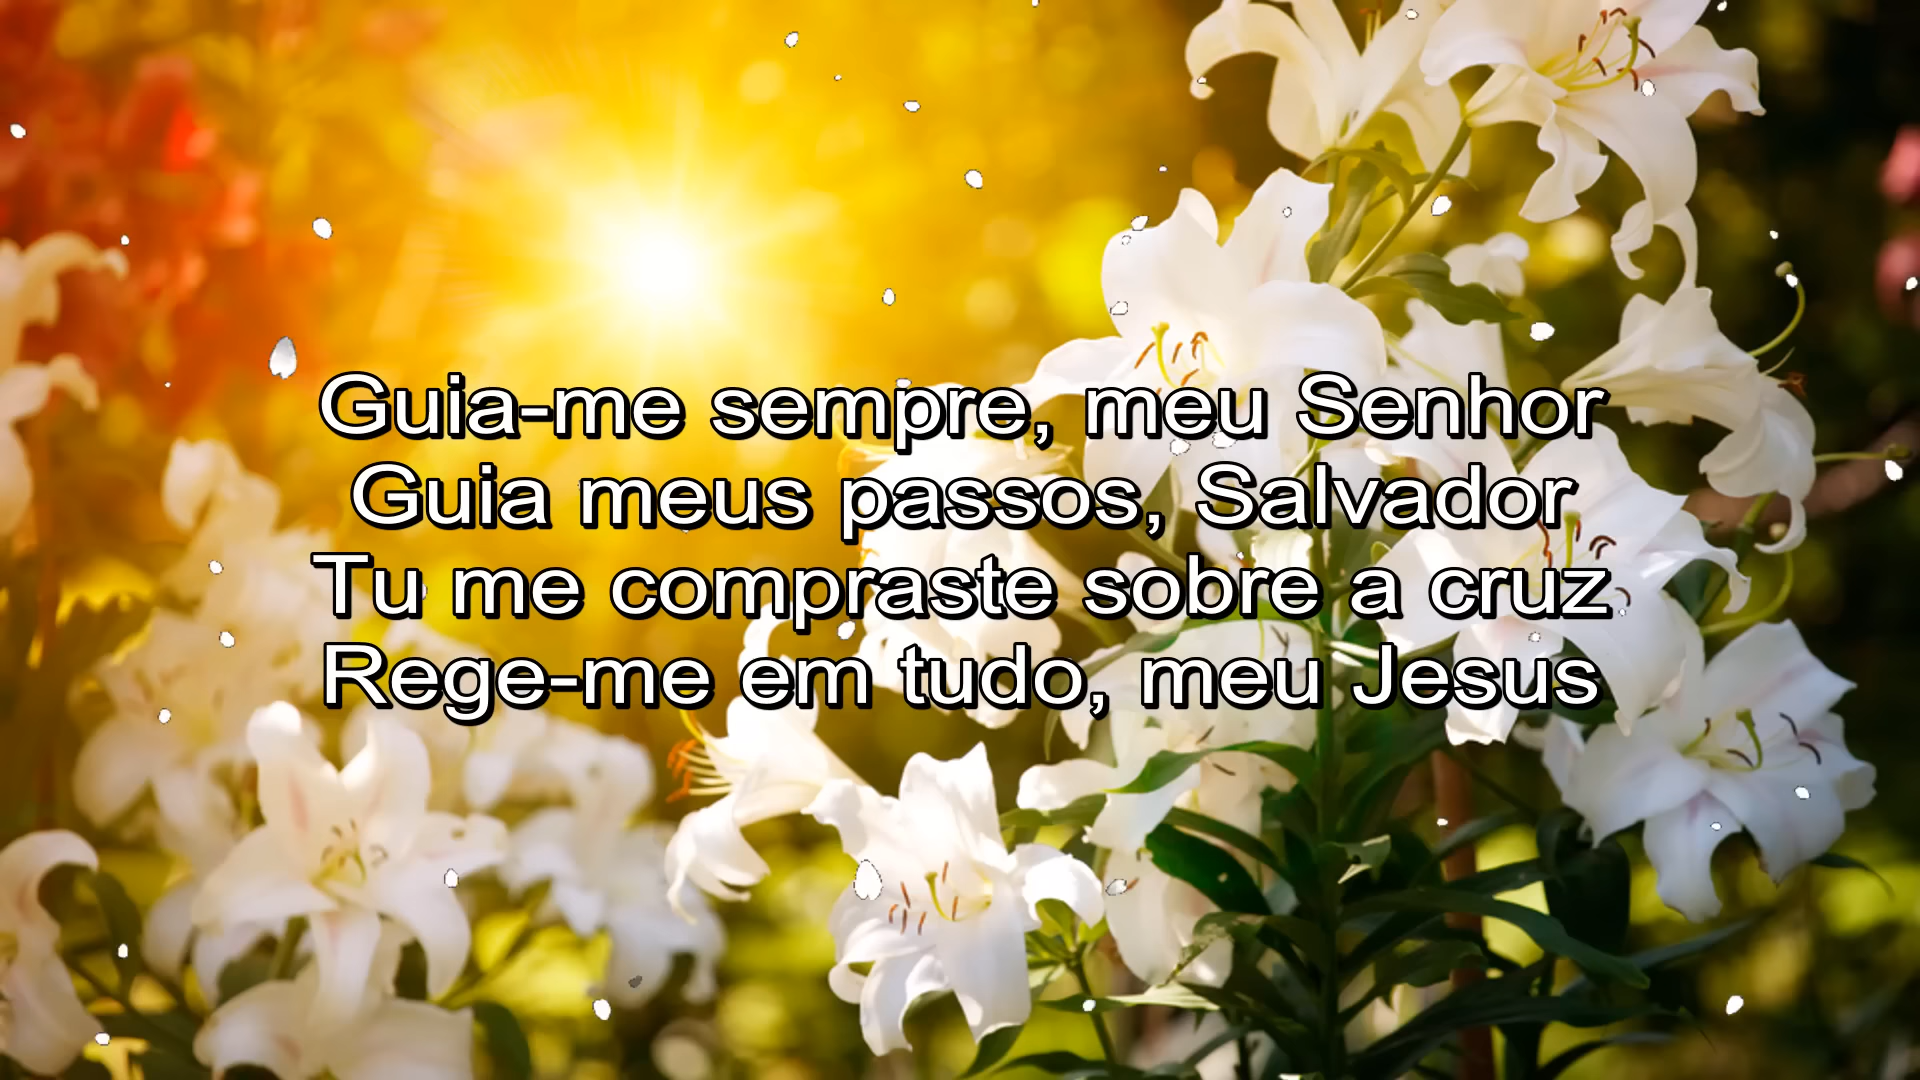 Guia-me sempre, meu Senhor
Guia meus passos, Salvador
Tu me compraste sobre a cruz
Rege-me em tudo, meu Jesus